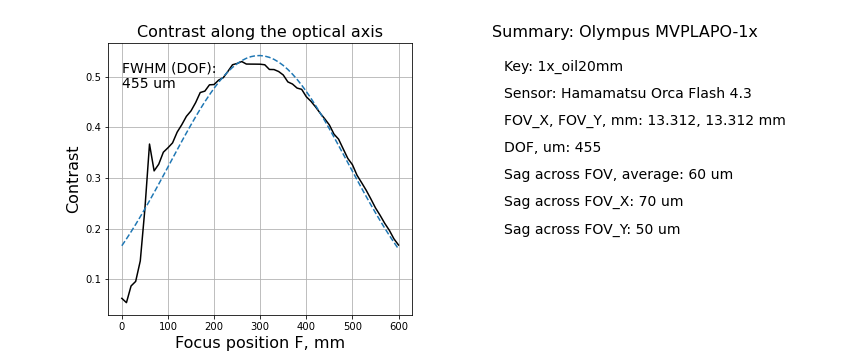 Contrast along the optical axis
FWHM (DOF):
455 um
0.5
0.4
0.3
0.2
0.1
Contrast
0 100 200 300 400 500 600
Focus position F, mm
Summary: Olympus MVPLAPO-1x
Key: 1x_oil20mm
Sensor: Hamamatsu Orca Flash 4.3
FOV_X, FOV_Y, mm: 13.312, 13.312 mm
DOF, um: 455
Sag across FOV, average: 60 um
Sag across FOV_X: 70 um
Sag across FOV_Y: 50 um